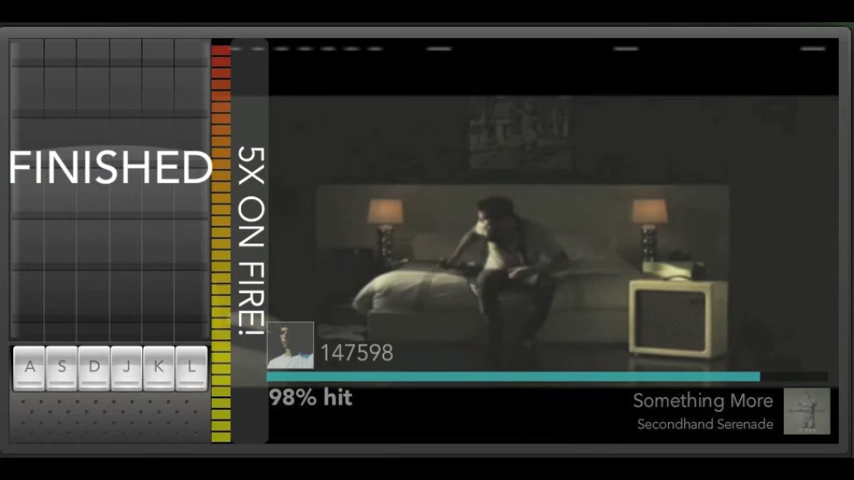 FINISHED
5X ON FIRE!
A S D J K L
147598
98% hit
Something More
Secondhand Serenade